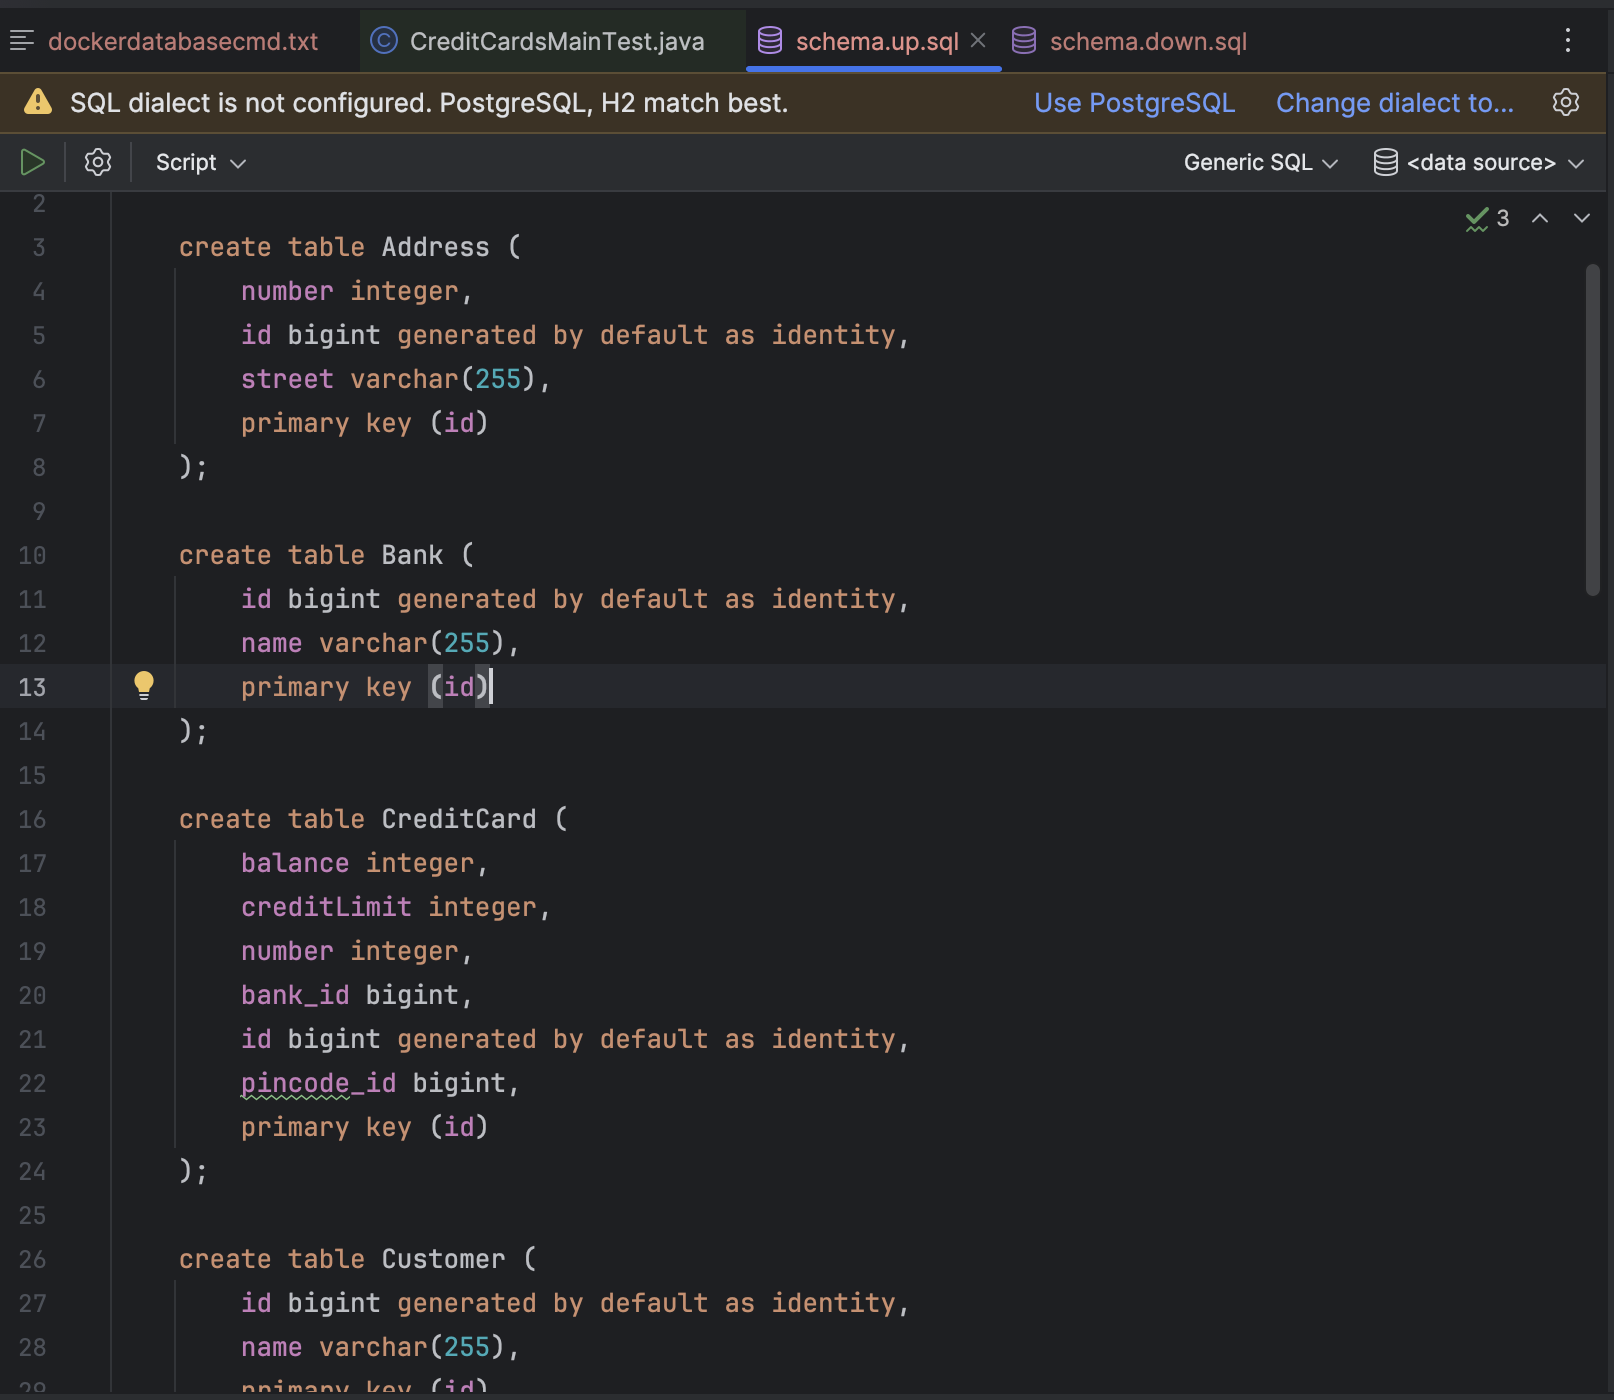 dockerdatabasecmd.txt CreditCardsMainTest.java schema.up.sql schema.down.sql
SQL dialect is not configured. PostgreSQL, H2 match best. Use PostgreSQL Change dialect to...
Script Generic SQL <data source>
2
3 create table Address (
4 number integer,
5 id bigint generated by default as identity,
6 street varchar(255),
7 primary key (id)
8 );
9
10 create table Bank (
11 id bigint generated by default as identity,
12 name varchar(255),
13 primary key (id)
14 );
15
16 create table CreditCard (
17 balance integer,
18 creditLimit integer,
19 number integer,
20 bank_id bigint,
21 id bigint generated by default as identity,
22 pincode_id bigint,
23 primary key (id)
24 );
25
26 create table Customer (
27 id bigint generated by default as identity,
28 name varchar(255),
29 primary key (id)
3